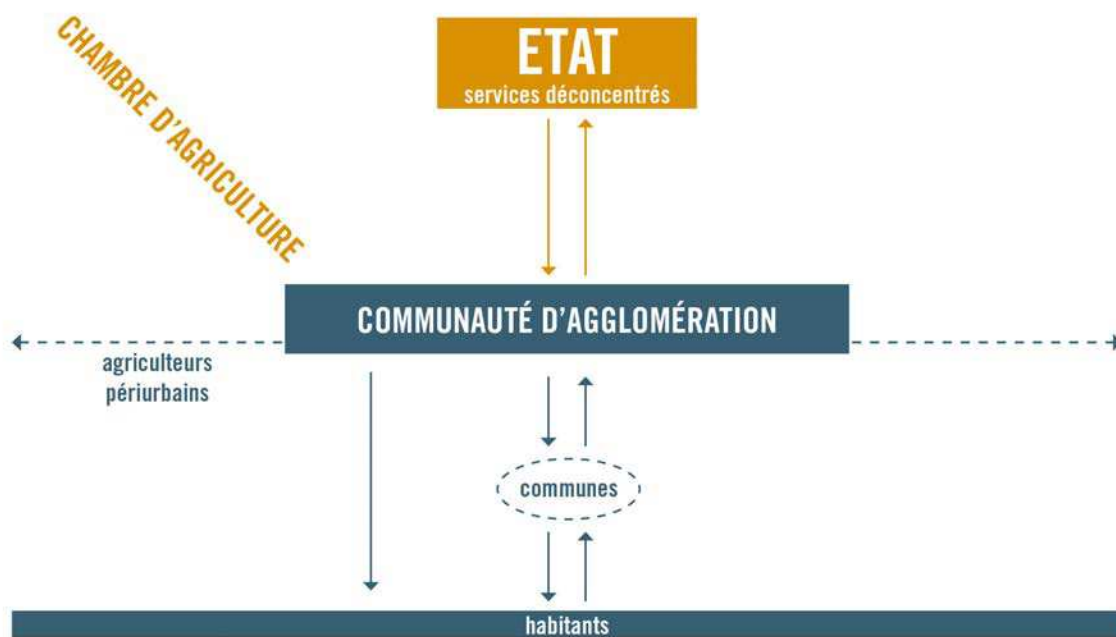 CHAMBRE D'AGRICULTURE
ETAT
services déconcentrés
COMMUNAUTÉ D'AGGLOMÉRATION
agriculteurs
périurbains
communes
habitants